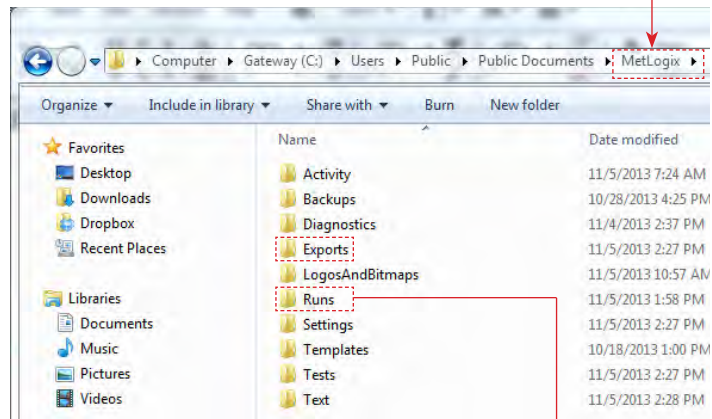 Computer Gateway (C:) Users Public Public Documents MetLogix
Organize Include in library Share with Burn New folder
Name Date modified
Favorites
Desktop
Downloads
Dropbox
Recent Places
Libraries
Documents
Music
Pictures
Videos
Activity 11/5/2013 7:24 AM
Backups 10/28/2013 4:25 PM
Diagnostics 11/4/2013 2:37 PM
Exports 11/5/2013 2:27 PM
LogosAndBitmaps 11/5/2013 10:57 AM
Runs 11/5/2013 1:58 PM
Settings 11/5/2013 2:27 PM
Templates 10/18/2013 1:00 PM
Tests 11/5/2013 2:27 PM
Text 11/5/2013 2:28 PM